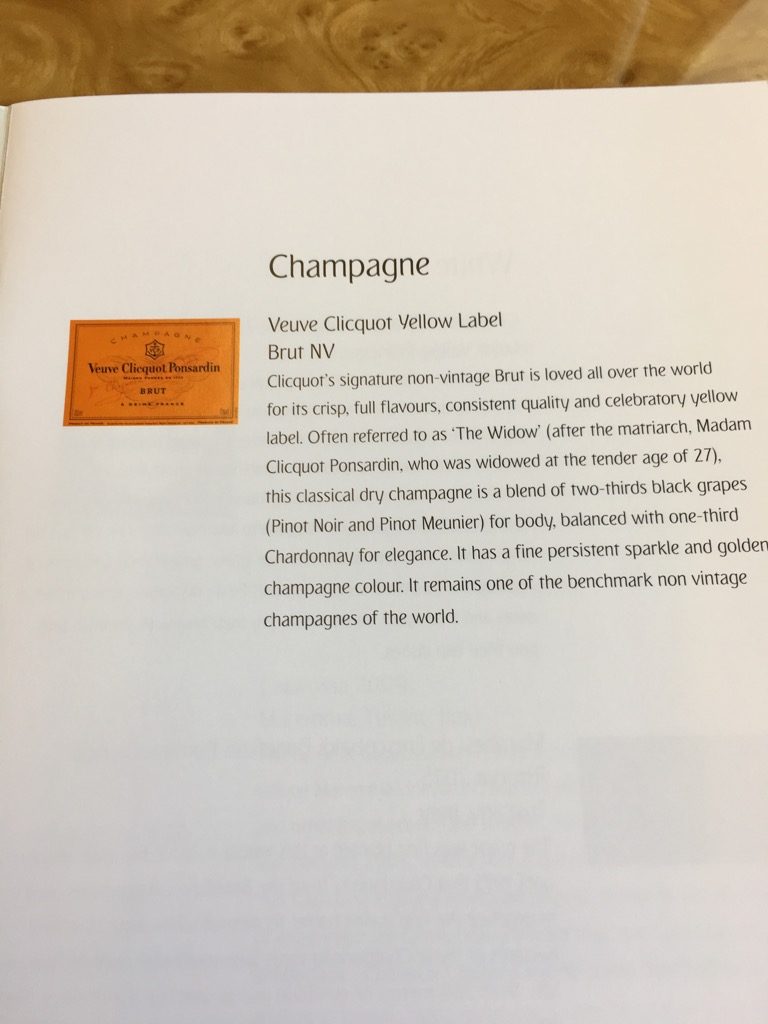 Champagne
CHAMPAGNE
Veuve Clicquot Ponsardin
BRUT
A REIMS FRANCE
Veuve Clicquot Yellow Label
Brut NV
Clicquot's signature non-vintage Brut is loved all over the world
for its crisp, full flavours, consistent quality and celebratory yellow
label. Often referred to as 'The Widow' (after the matriarch, Madam
Clicquot Ponsardin, who was widowed at the tender age of 27),
this classical dry champagne is a blend of two-thirds black grapes
(Pinot Noir and Pinot Meunier) for body, balanced with one-third
Chardonnay for elegance. It has a fine persistent sparkle and golden
champagne colour. It remains one of the benchmark non vintage
champagnes of the world.